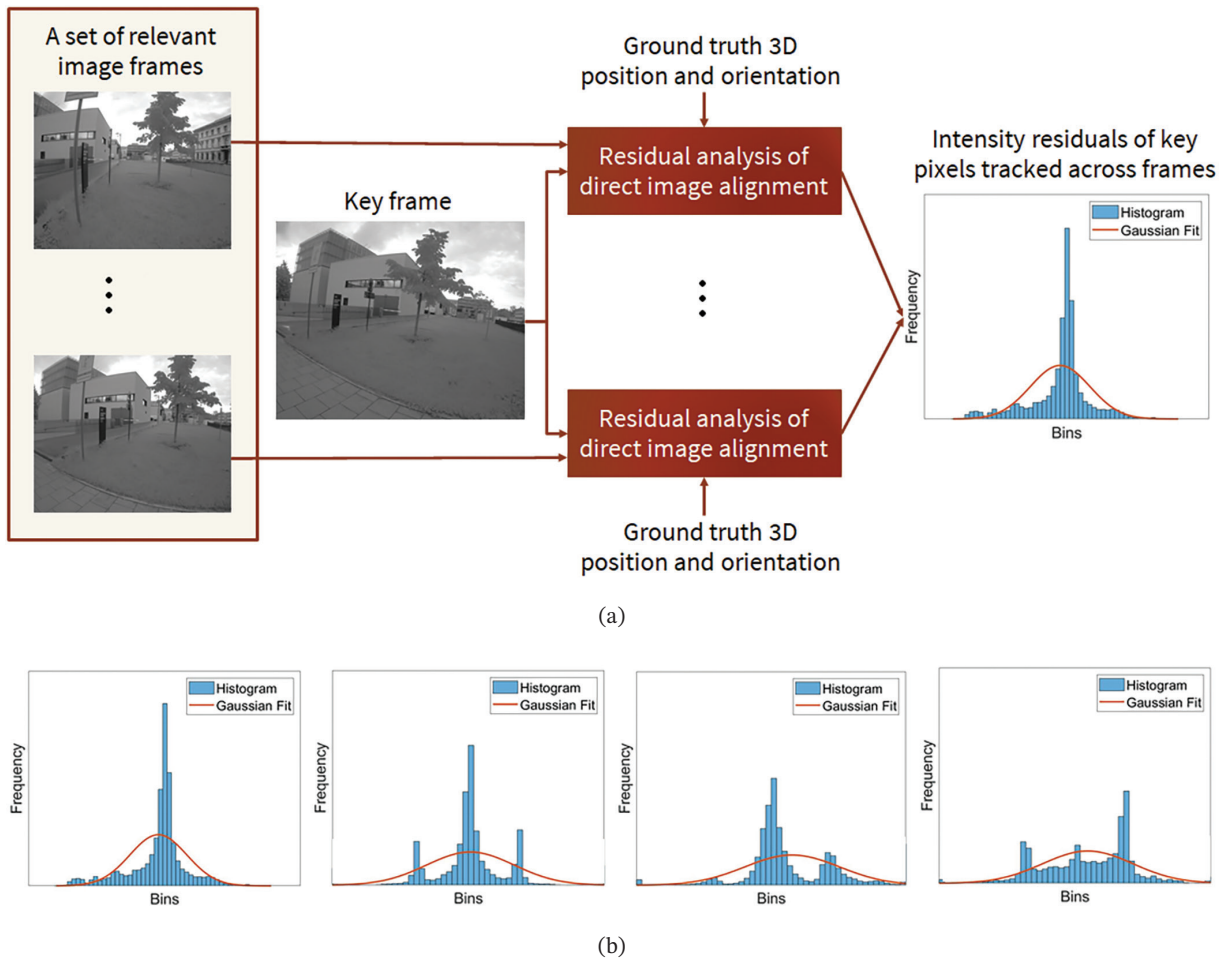 A set of relevant
image frames
Key frame
Ground truth 3D
position and orientation
Residual analysis of
direct image alignment
Residual analysis of
direct image alignment
Ground truth 3D
position and orientation
Intensity residuals of key
pixels tracked across frames
Histogram
Gaussian Fit
Frequency
Bins
(a)
Histogram
Gaussian Fit
Frequency
Bins
Histogram
Gaussian Fit
Frequency
Bins
Histogram
Gaussian Fit
Frequency
Bins
Histogram
Gaussian Fit
Frequency
Bins
(b)